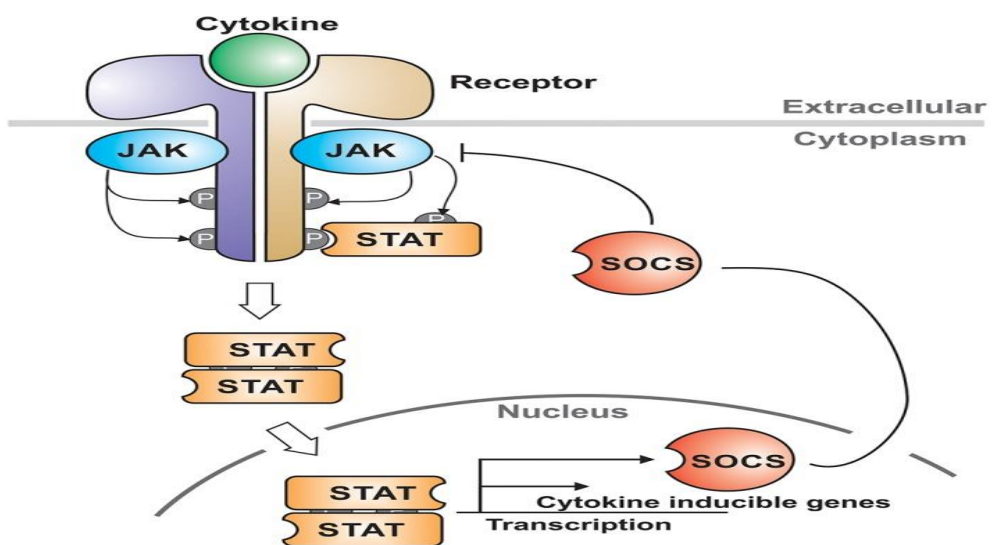 Cytokine
Receptor
Extracellular
Cytoplasm
JAK
JAK
P
P
P
P
P
STAT
SOCS
STAT
STAT
Nucleus
SOCS
STAT
STAT
Cytokine inducible genes
Transcription